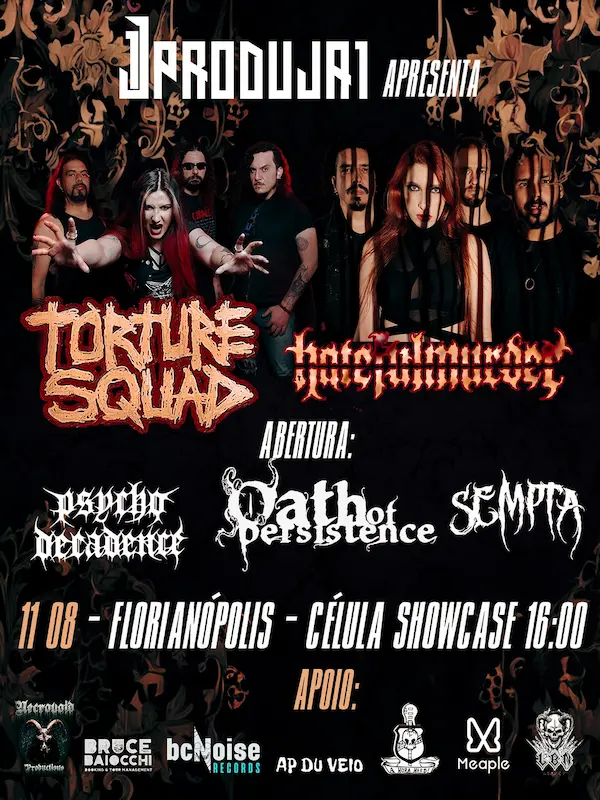 JPRODUJA1 APRESENTA
TORTURE SQUAD
hatefulmurder
ABERTURA:
psycho decadence
Oath of persistence
SEMPTA
11 08 - FLORIANÓPOLIS - CÉLULA SHOWCASE 16:00
APOIO:
Necrovoid Productions
BRUCE BAIOCCHI
BOOKING & TOUR MANAGEMENT
bcNoise RECORDS
AP DU VEIO
Meaple